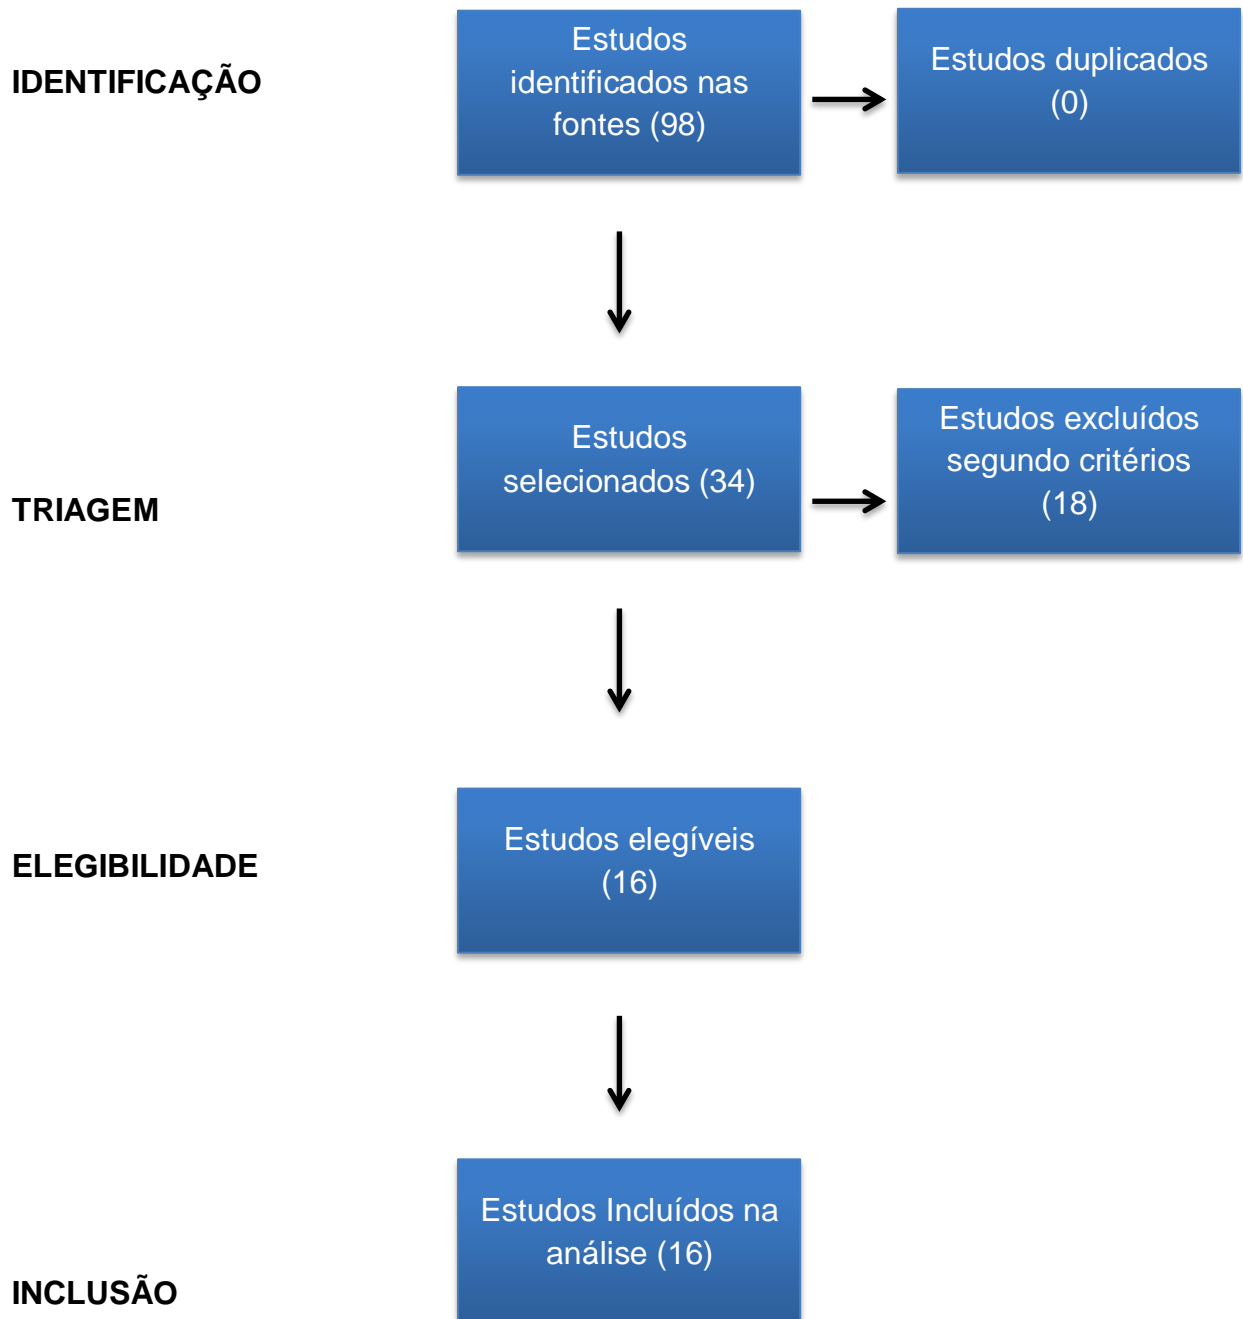 IDENTIFICAÇÃO
Estudos
identificados nas
fontes (98)
Estudos duplicados
(0)
TRIAGEM
Estudos
selecionados (34)
Estudos excluídos
segundo critérios
(18)
ELEGIBILIDADE
Estudos elegíveis
(16)
INCLUSÃO
Estudos Incluídos na
análise (16)